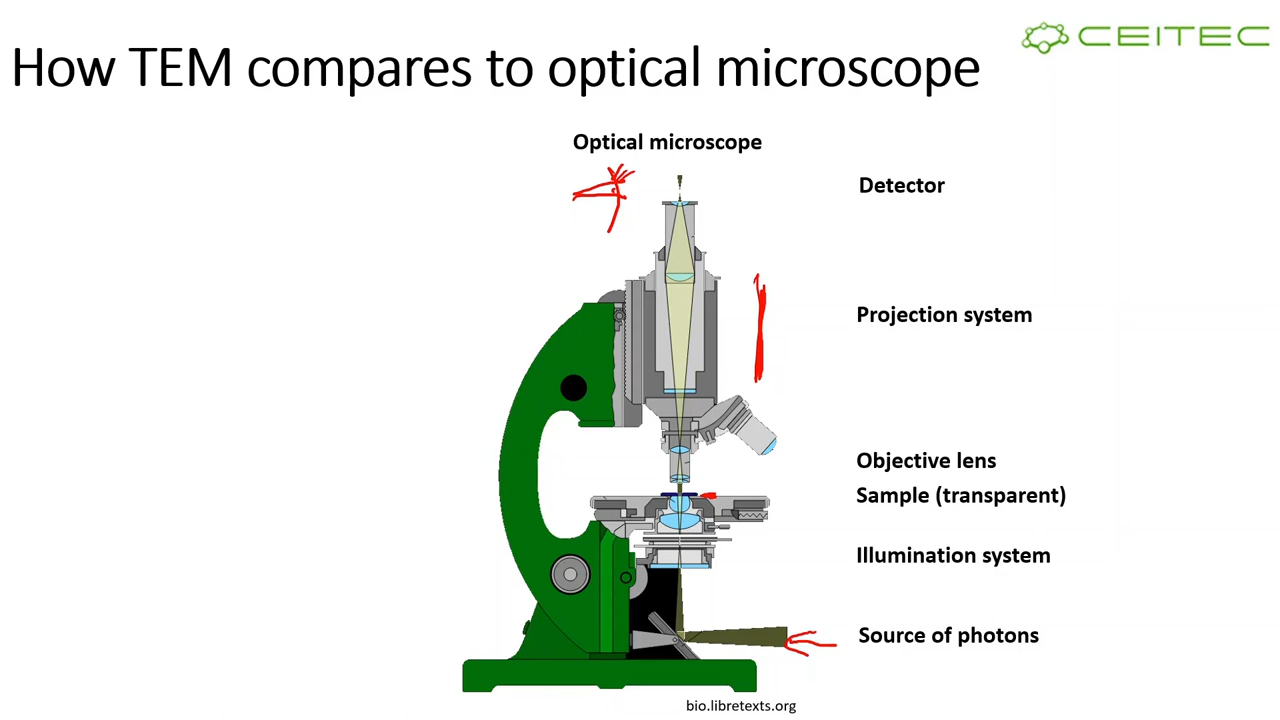 How TEM compares to optical microscope
CEITEC
Optical microscope
Detector
Projection system
Objective lens
Sample (transparent)
Illumination system
Source of photons
bio.libretexts.org